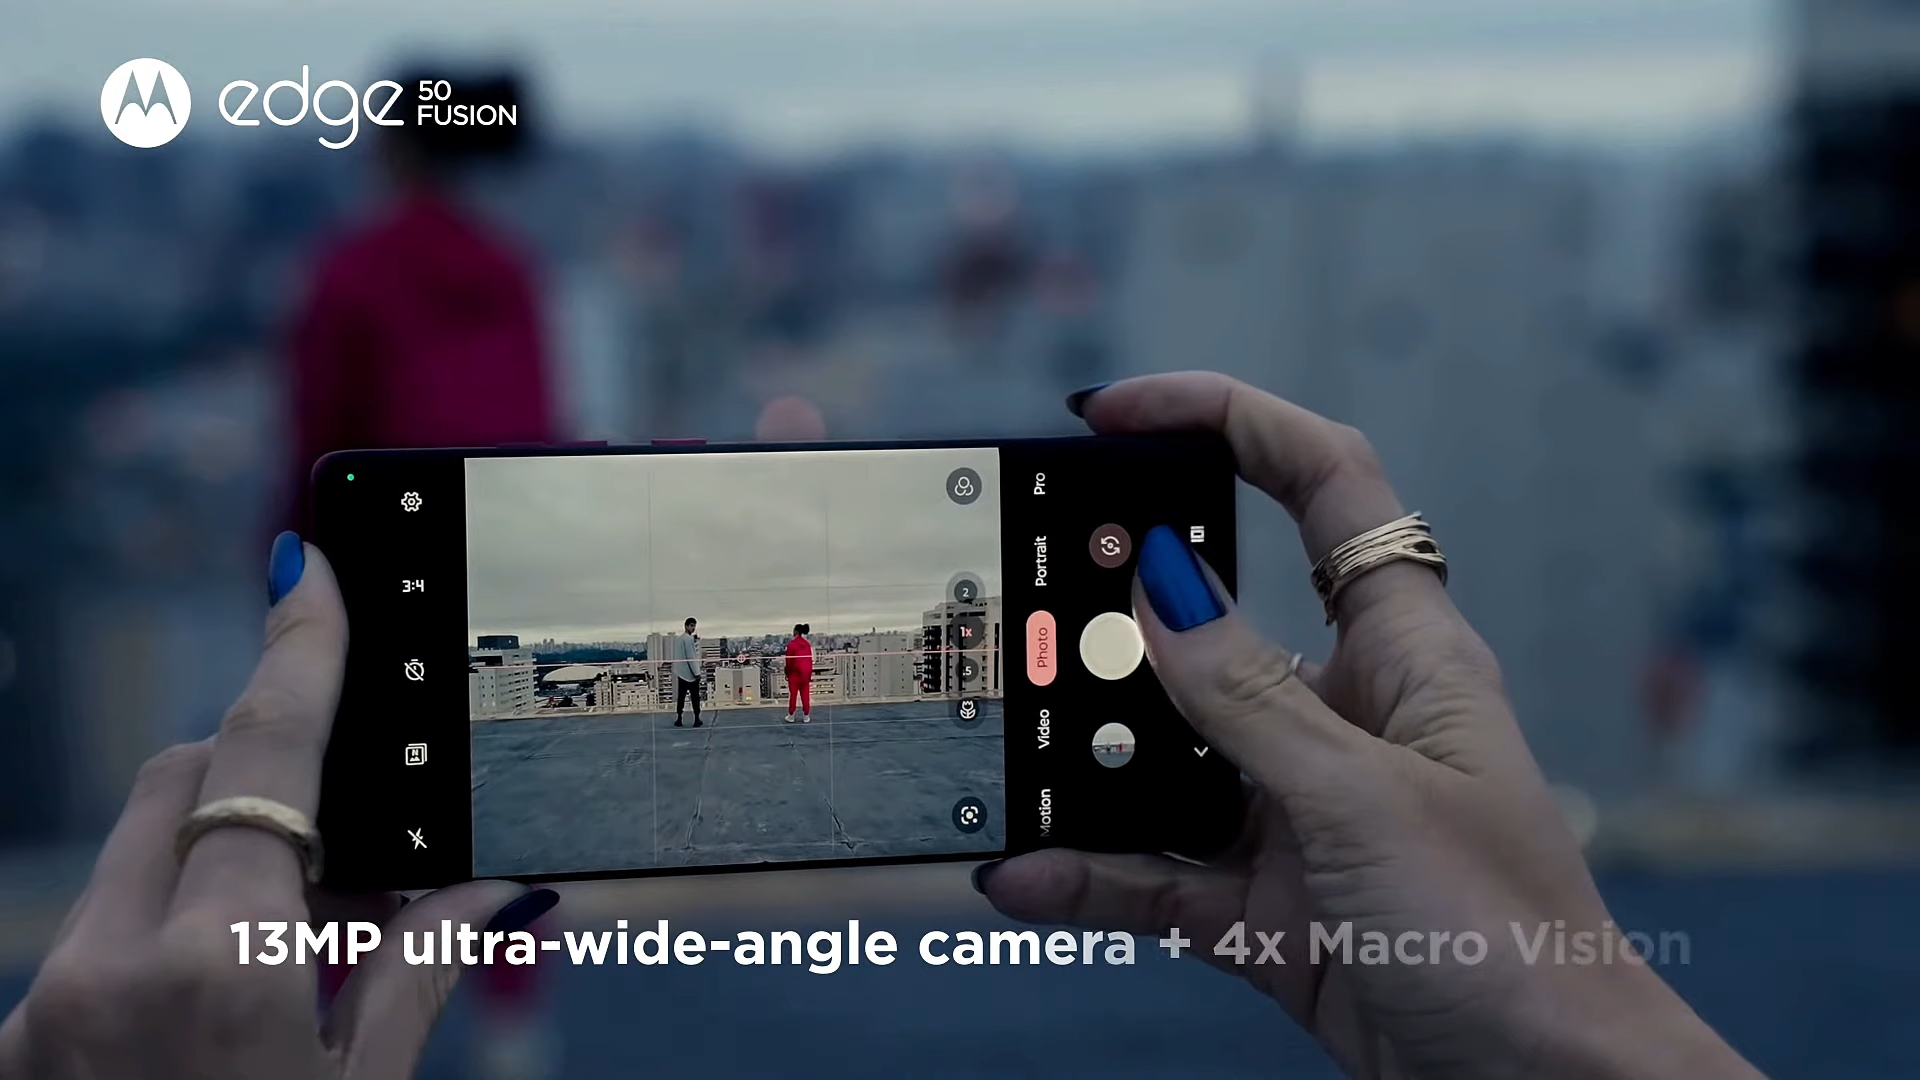 edge 50 FUSION
3:4
2
1x
.5
Pro
Portrait
Photo
Video
Motion
13MP ultra-wide-angle camera + 4x Macro Vision